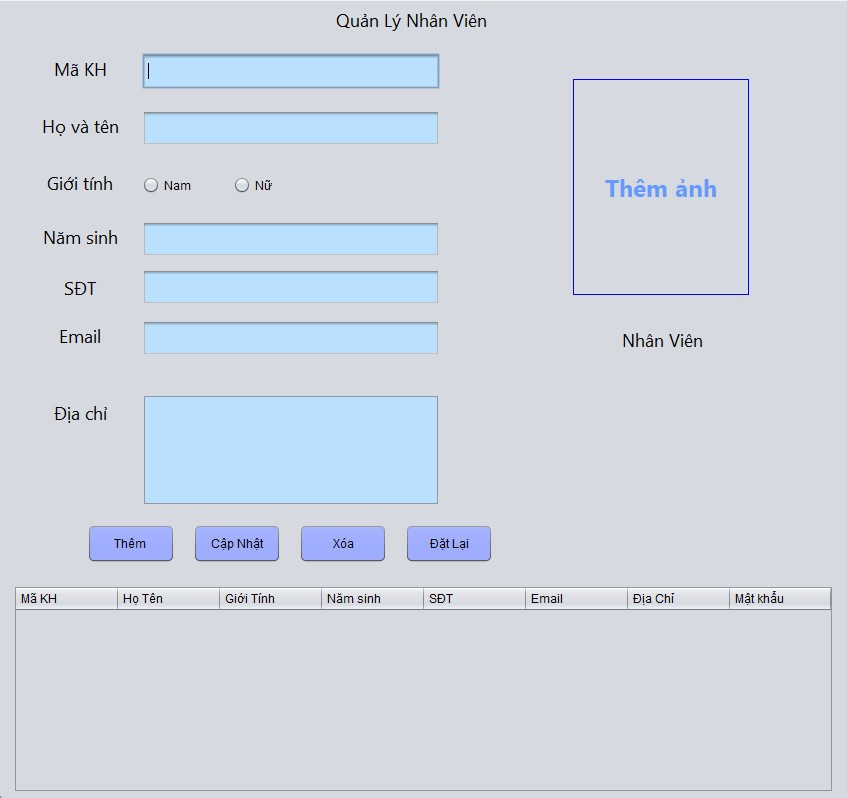 Quản Lý Nhân Viên
Mã KH
Họ và tên
Giới tính Nam Nữ
Năm sinh
SĐT
Email
Địa chỉ
Thêm ảnh
Nhân Viên
Thêm Cập Nhật Xóa Đặt Lại
Mã KH Họ Tên Giới Tính Năm sinh SĐT Email Địa Chỉ Mật khẩu